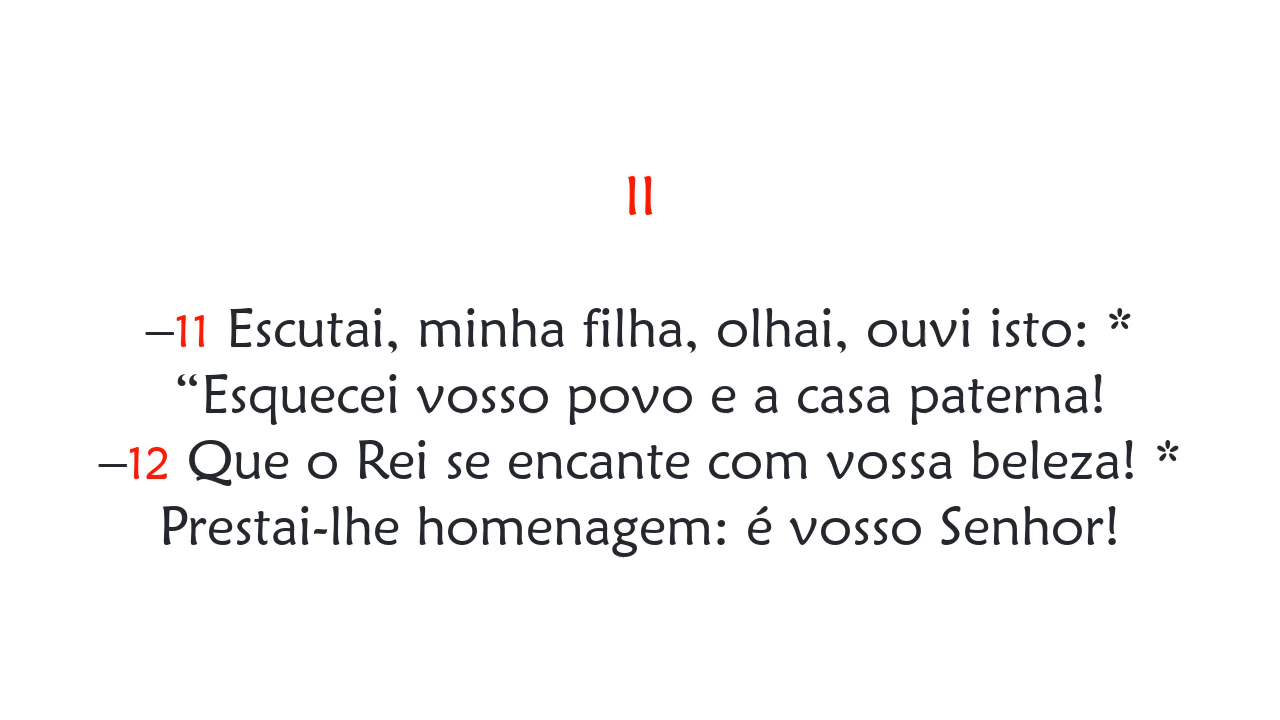 II
–11 Escutai, minha filha, olhai, ouvi isto: *
“Esquecei vosso povo e a casa paterna!
–12 Que o Rei se encante com vossa beleza! *
Prestai-lhe homenagem: é vosso Senhor!